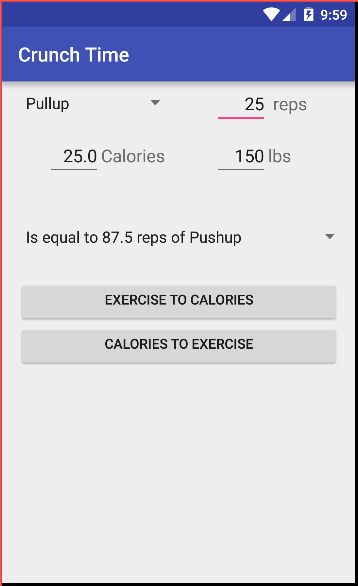 9:59
Crunch Time
Pullup 25 reps
25.0 Calories 150 lbs
Is equal to 87.5 reps of Pushup
EXERCISE TO CALORIES
CALORIES TO EXERCISE